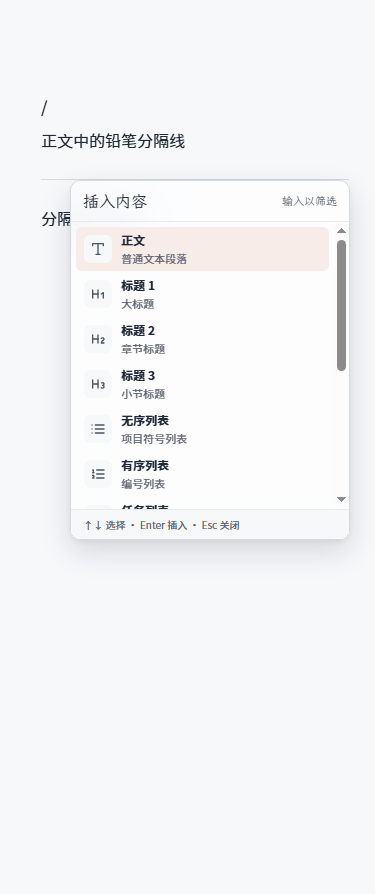 /
正文中的铅笔分隔线
分隔
插入内容
输入以筛选
T
正文
普通文本段落
H1
标题 1
大标题
H2
标题 2
章节标题
H3
标题 3
小节标题
无序列表
项目符号列表
有序列表
编号列表
↑↓ 选择 · Enter 插入 · Esc 关闭